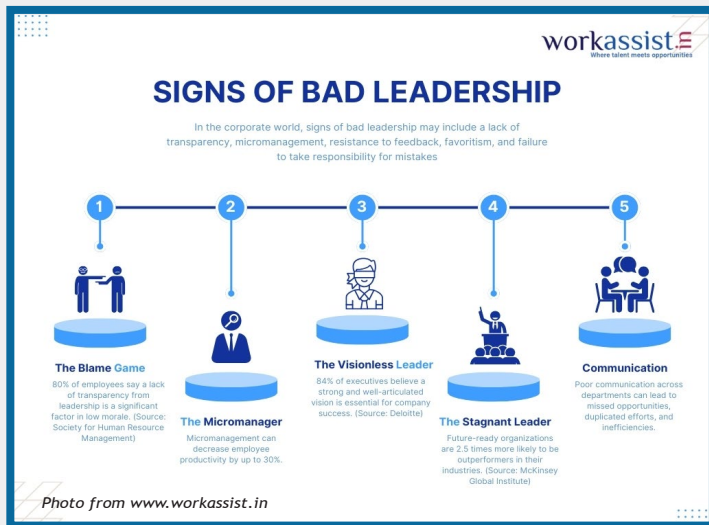 workassist.in
Where talent meets opportunities
SIGNS OF BAD LEADERSHIP
In the corporate world, signs of bad leadership may include a lack of
transparency, micromanagement, resistance to feedback, favoritism, and failure
to take responsibility for mistakes
1
2
3
4
5
The Blame Game
80% of employees say a lack
of transparency from
leadership is a significant
factor in low morale. (Source:
Society for Human Resource
Management)
The Micromanager
Micromanagement can
decrease employee
productivity by up to 30%.
The Visionless Leader
84% of executives believe a
strong and well-articulated
vision is essential for company
success. (Source: Deloitte)
The Stagnant Leader
Future-ready organizations
are 2.5 times more likely to be
outperformers in their
industries. (Source: McKinsey
Global Institute)
Communication
Poor communication across
departments can lead to
missed opportunities,
duplicated efforts, and
inefficiencies.
Photo from www.workassist.in